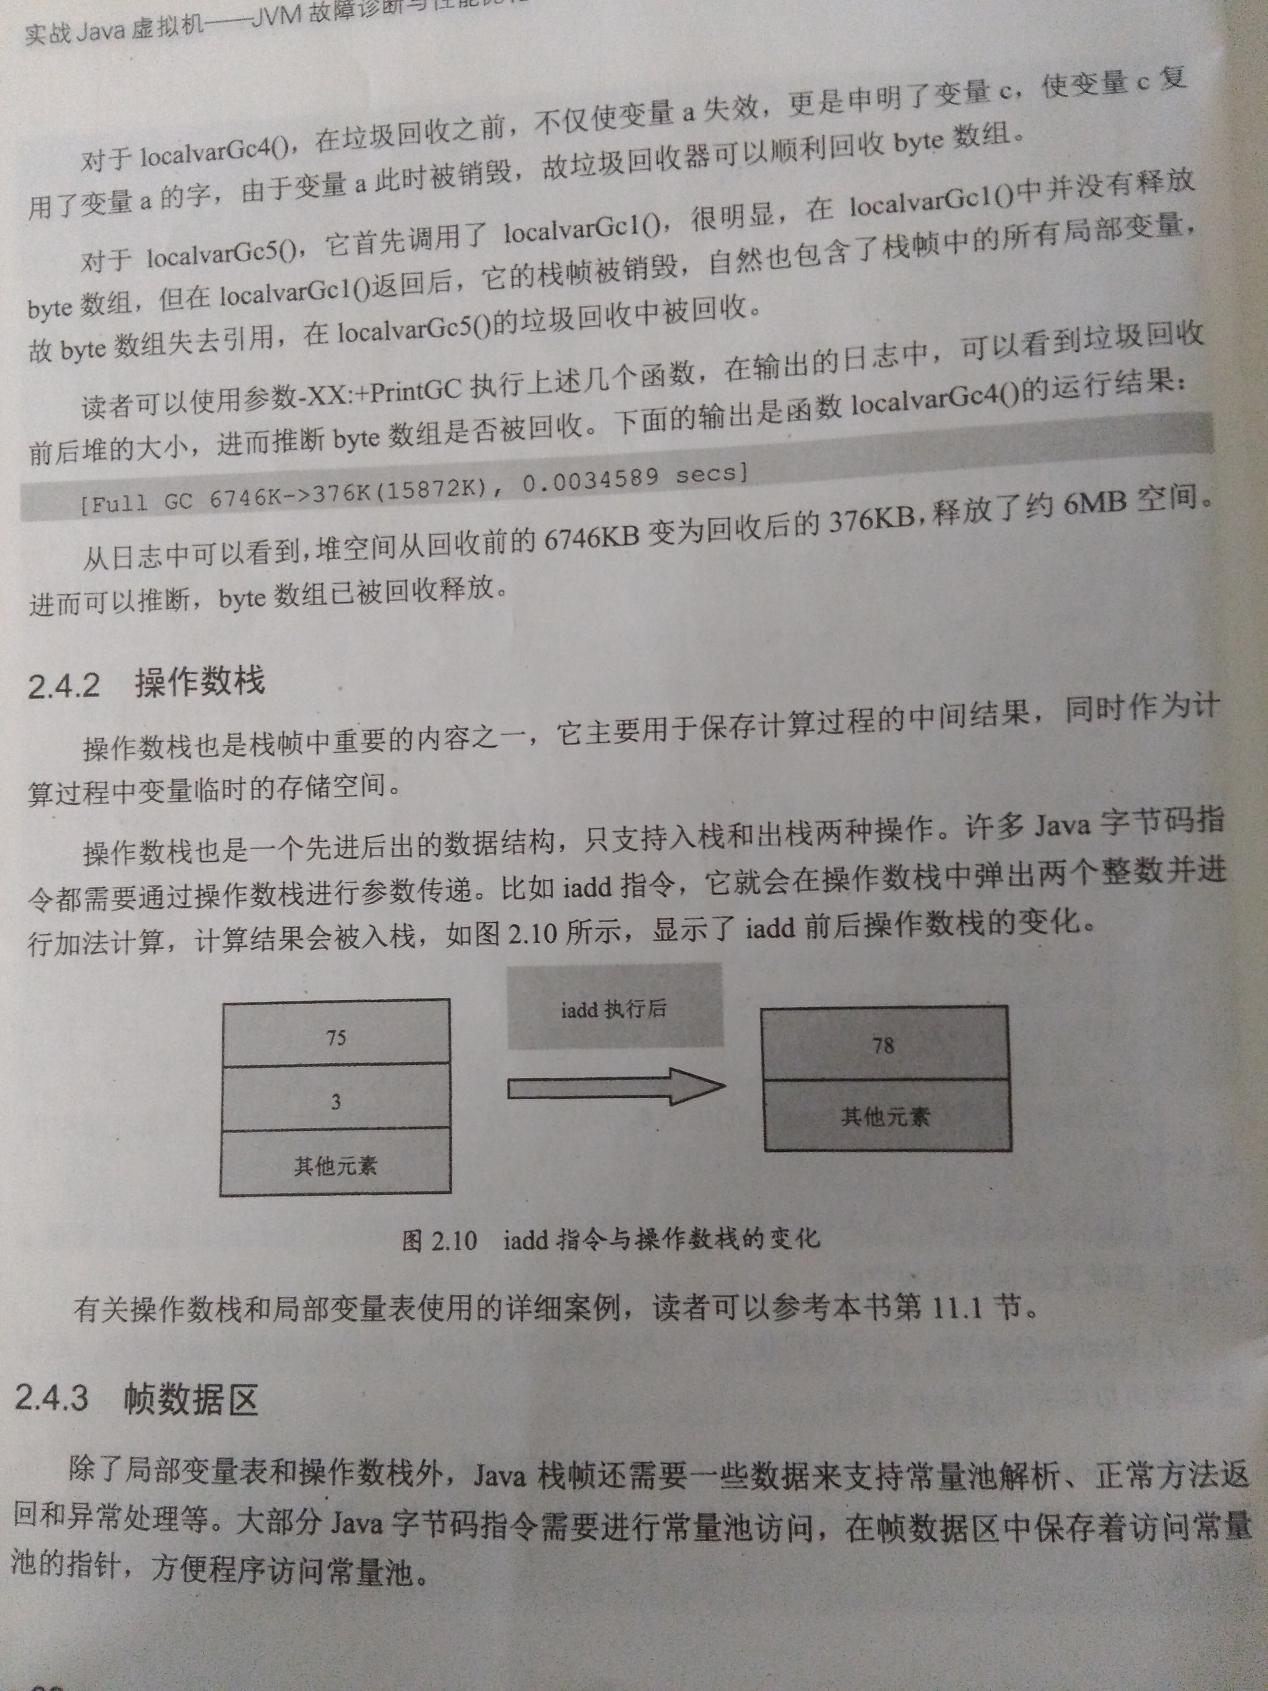 实战 Java 虚拟机——JVM 故障诊断与性能优化
对于 localvarGc4()，在垃圾回收之前，不仅使变量 a 失效，更是申明了变量 c，使变量 c 复
用了变量 a 的字，由于变量 a 此时被销毁，故垃圾回收器可以顺利回收 byte 数组。
对于 localvarGc5()，它首先调用了 localvarGc1()，很明显，在 localvarGc1()中并没有释放
byte 数组，但在 localvarGc1()返回后，它的栈帧被销毁，自然也包含了栈帧中的所有局部变量，
故 byte 数组失去引用，在 localvarGc5()的垃圾回收中被回收。
读者可以使用参数-XX:+PrintGC 执行上述几个函数，在输出的日志中，可以看到垃圾回收
前后堆的大小，进而推断 byte 数组是否被回收。下面的输出是函数 localvarGc4()的运行结果：
[Full GC 6746K->376K(15872K), 0.0034589 secs]
从日志中可以看到，堆空间从回收前的 6746KB 变为回收后的 376KB，释放了约 6MB 空间。
进而可以推断，byte 数组已被回收释放。
2.4.2 操作数栈
操作数栈也是栈帧中重要的内容之一，它主要用于保存计算过程的中间结果，同时作为计
算过程中变量临时的存储空间。
操作数栈也是一个先进后出的数据结构，只支持入栈和出栈两种操作。许多 Java 字节码指
令都需要通过操作数栈进行参数传递。比如 iadd 指令，它就会在操作数栈中弹出两个整数并进
行加法计算，计算结果会被入栈，如图 2.10 所示，显示了 iadd 前后操作数栈的变化。
75
3
其他元素
iadd 执行后
78
其他元素
图 2.10 iadd 指令与操作数栈的变化
有关操作数栈和局部变量表使用的详细案例，读者可以参考本书第 11.1 节。
2.4.3 帧数据区
除了局部变量表和操作数栈外，Java 栈帧还需要一些数据来支持常量池解析、正常方法返
回和异常处理等。大部分 Java 字节码指令需要进行常量池访问，在帧数据区中保存着访问常量
池的指针，方便程序访问常量池。